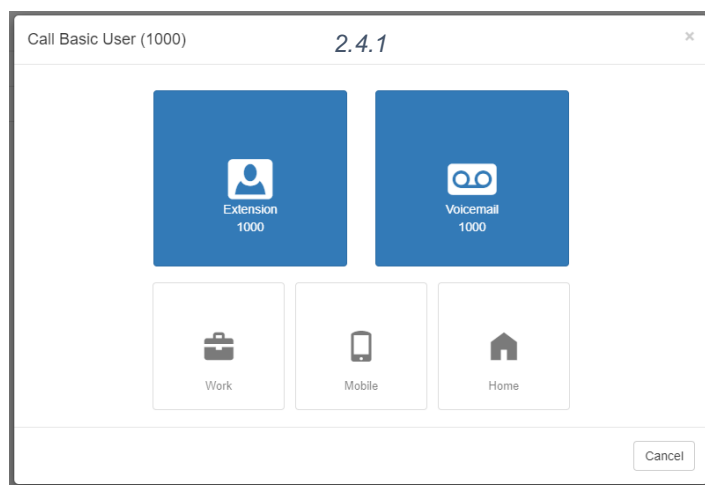 Call Basic User (1000)
2.4.1
×
Extension
1000
Voicemail
1000
Work
Mobile
Home
Cancel